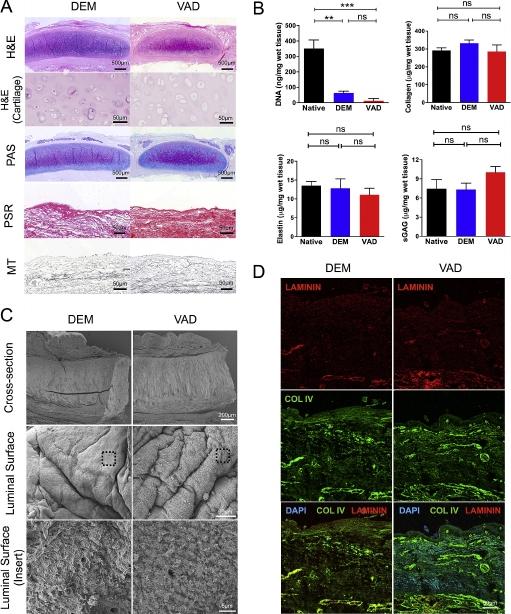 A
DEM
VAD
H&E
500μm
500μm
H&E
(Cartilage)
50μm
50μm
PAS
500μm
500μm
PSR
50μm
MT
50μm
50μm
B
DNA (ng/mg wet tissue)
500
400
300
200
100
0
***
**
ns
Native
DEM
VAD
Collagen (μg/mg wet tissue)
400
300
200
100
0
ns
ns
ns
Native
DEM
VAD
Elastin (μg/mg wet tissue)
20
15
10
5
0
ns
ns
ns
Native
DEM
VAD
sGAG (μg/mg wet tissue)
15
10
5
0
ns
ns
ns
Native
DEM
VAD
C
DEM
VAD
Cross-section
200μm
Luminal Surface
Luminal Surface
(Insert)
D
DEM
VAD
LAMININ
LAMININ
COL IV
DAPI COL IV LAMININ
DAPI COL IV LAMININ